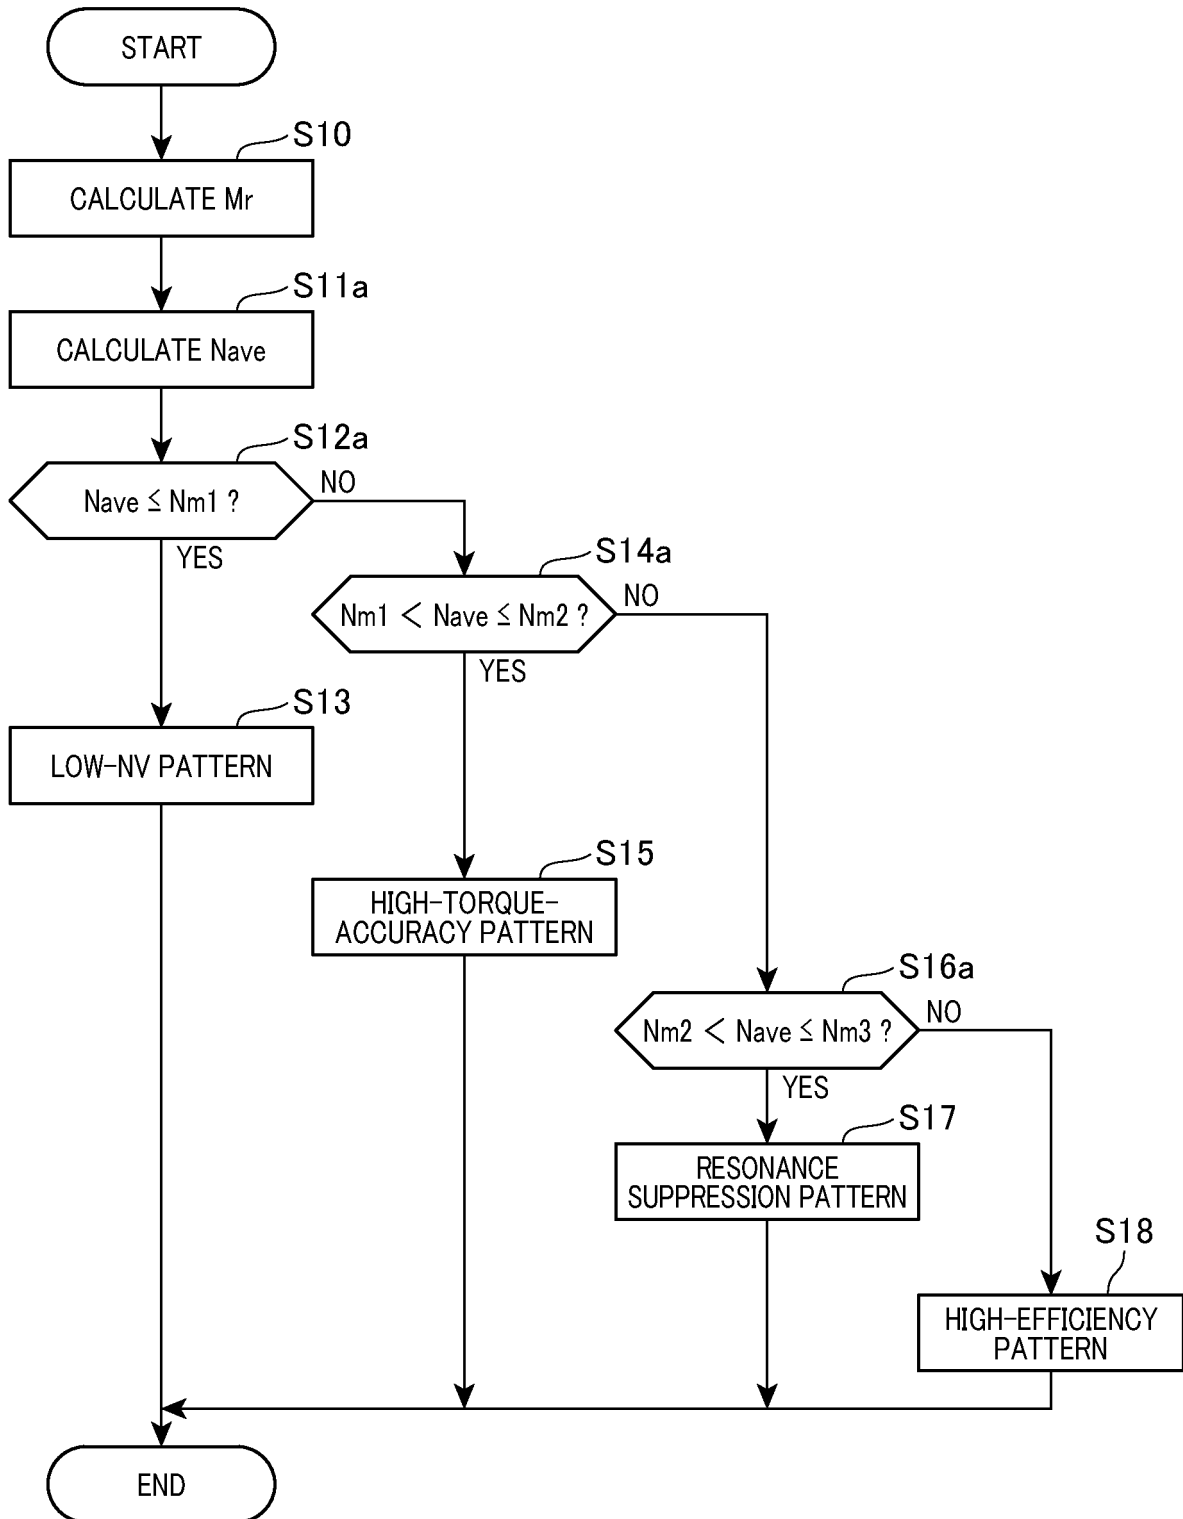 START
S10
CALCULATE Mr
S11a
CALCULATE Nave
S12a
Nave ≦ Nm1 ?
NO
YES
S14a
Nm1 < Nave ≦ Nm2 ?
NO
YES
S13
LOW-NV PATTERN
S15
HIGH-TORQUE-
ACCURACY PATTERN
S16a
Nm2 < Nave ≦ Nm3 ?
NO
YES
S17
RESONANCE
SUPPRESSION PATTERN
S18
HIGH-EFFICIENCY
PATTERN
END